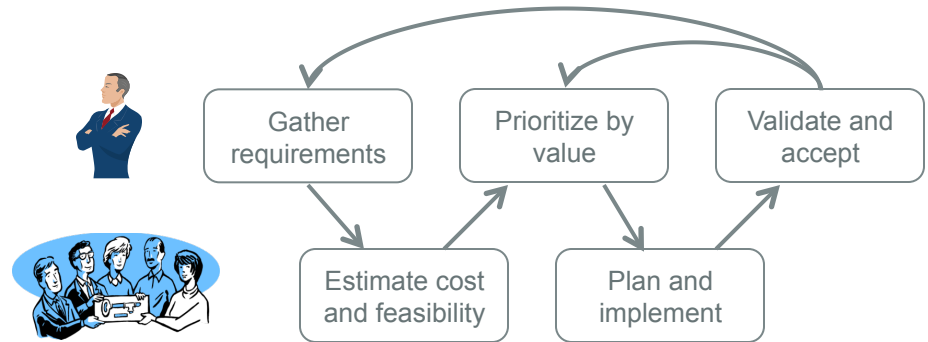 Gather
requirements
Prioritize by
value
Validate and
accept
Estimate cost
and feasibility
Plan and
implement